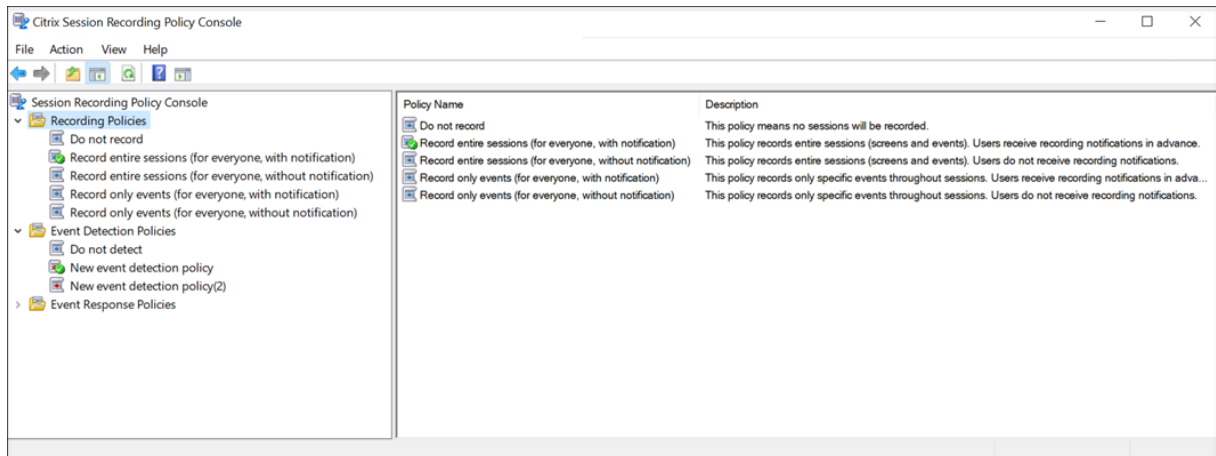 Citrix Session Recording Policy Console
File Action View Help
Session Recording Policy Console
Recording Policies
Do not record
Record entire sessions (for everyone, with notification)
Record entire sessions (for everyone, without notification)
Record only events (for everyone, with notification)
Record only events (for everyone, without notification)
Event Detection Policies
Do not detect
New event detection policy
New event detection policy(2)
Event Response Policies
Policy Name Description
Do not record This policy means no sessions will be recorded.
Record entire sessions (for everyone, with notification) This policy records entire sessions (screens and events). Users receive recording notifications in advance.
Record entire sessions (for everyone, without notification) This policy records entire sessions (screens and events). Users do not receive recording notifications.
Record only events (for everyone, with notification) This policy records only specific events throughout sessions. Users receive recording notifications in adva...
Record only events (for everyone, without notification) This policy records only specific events throughout sessions. Users do not receive recording notifications.